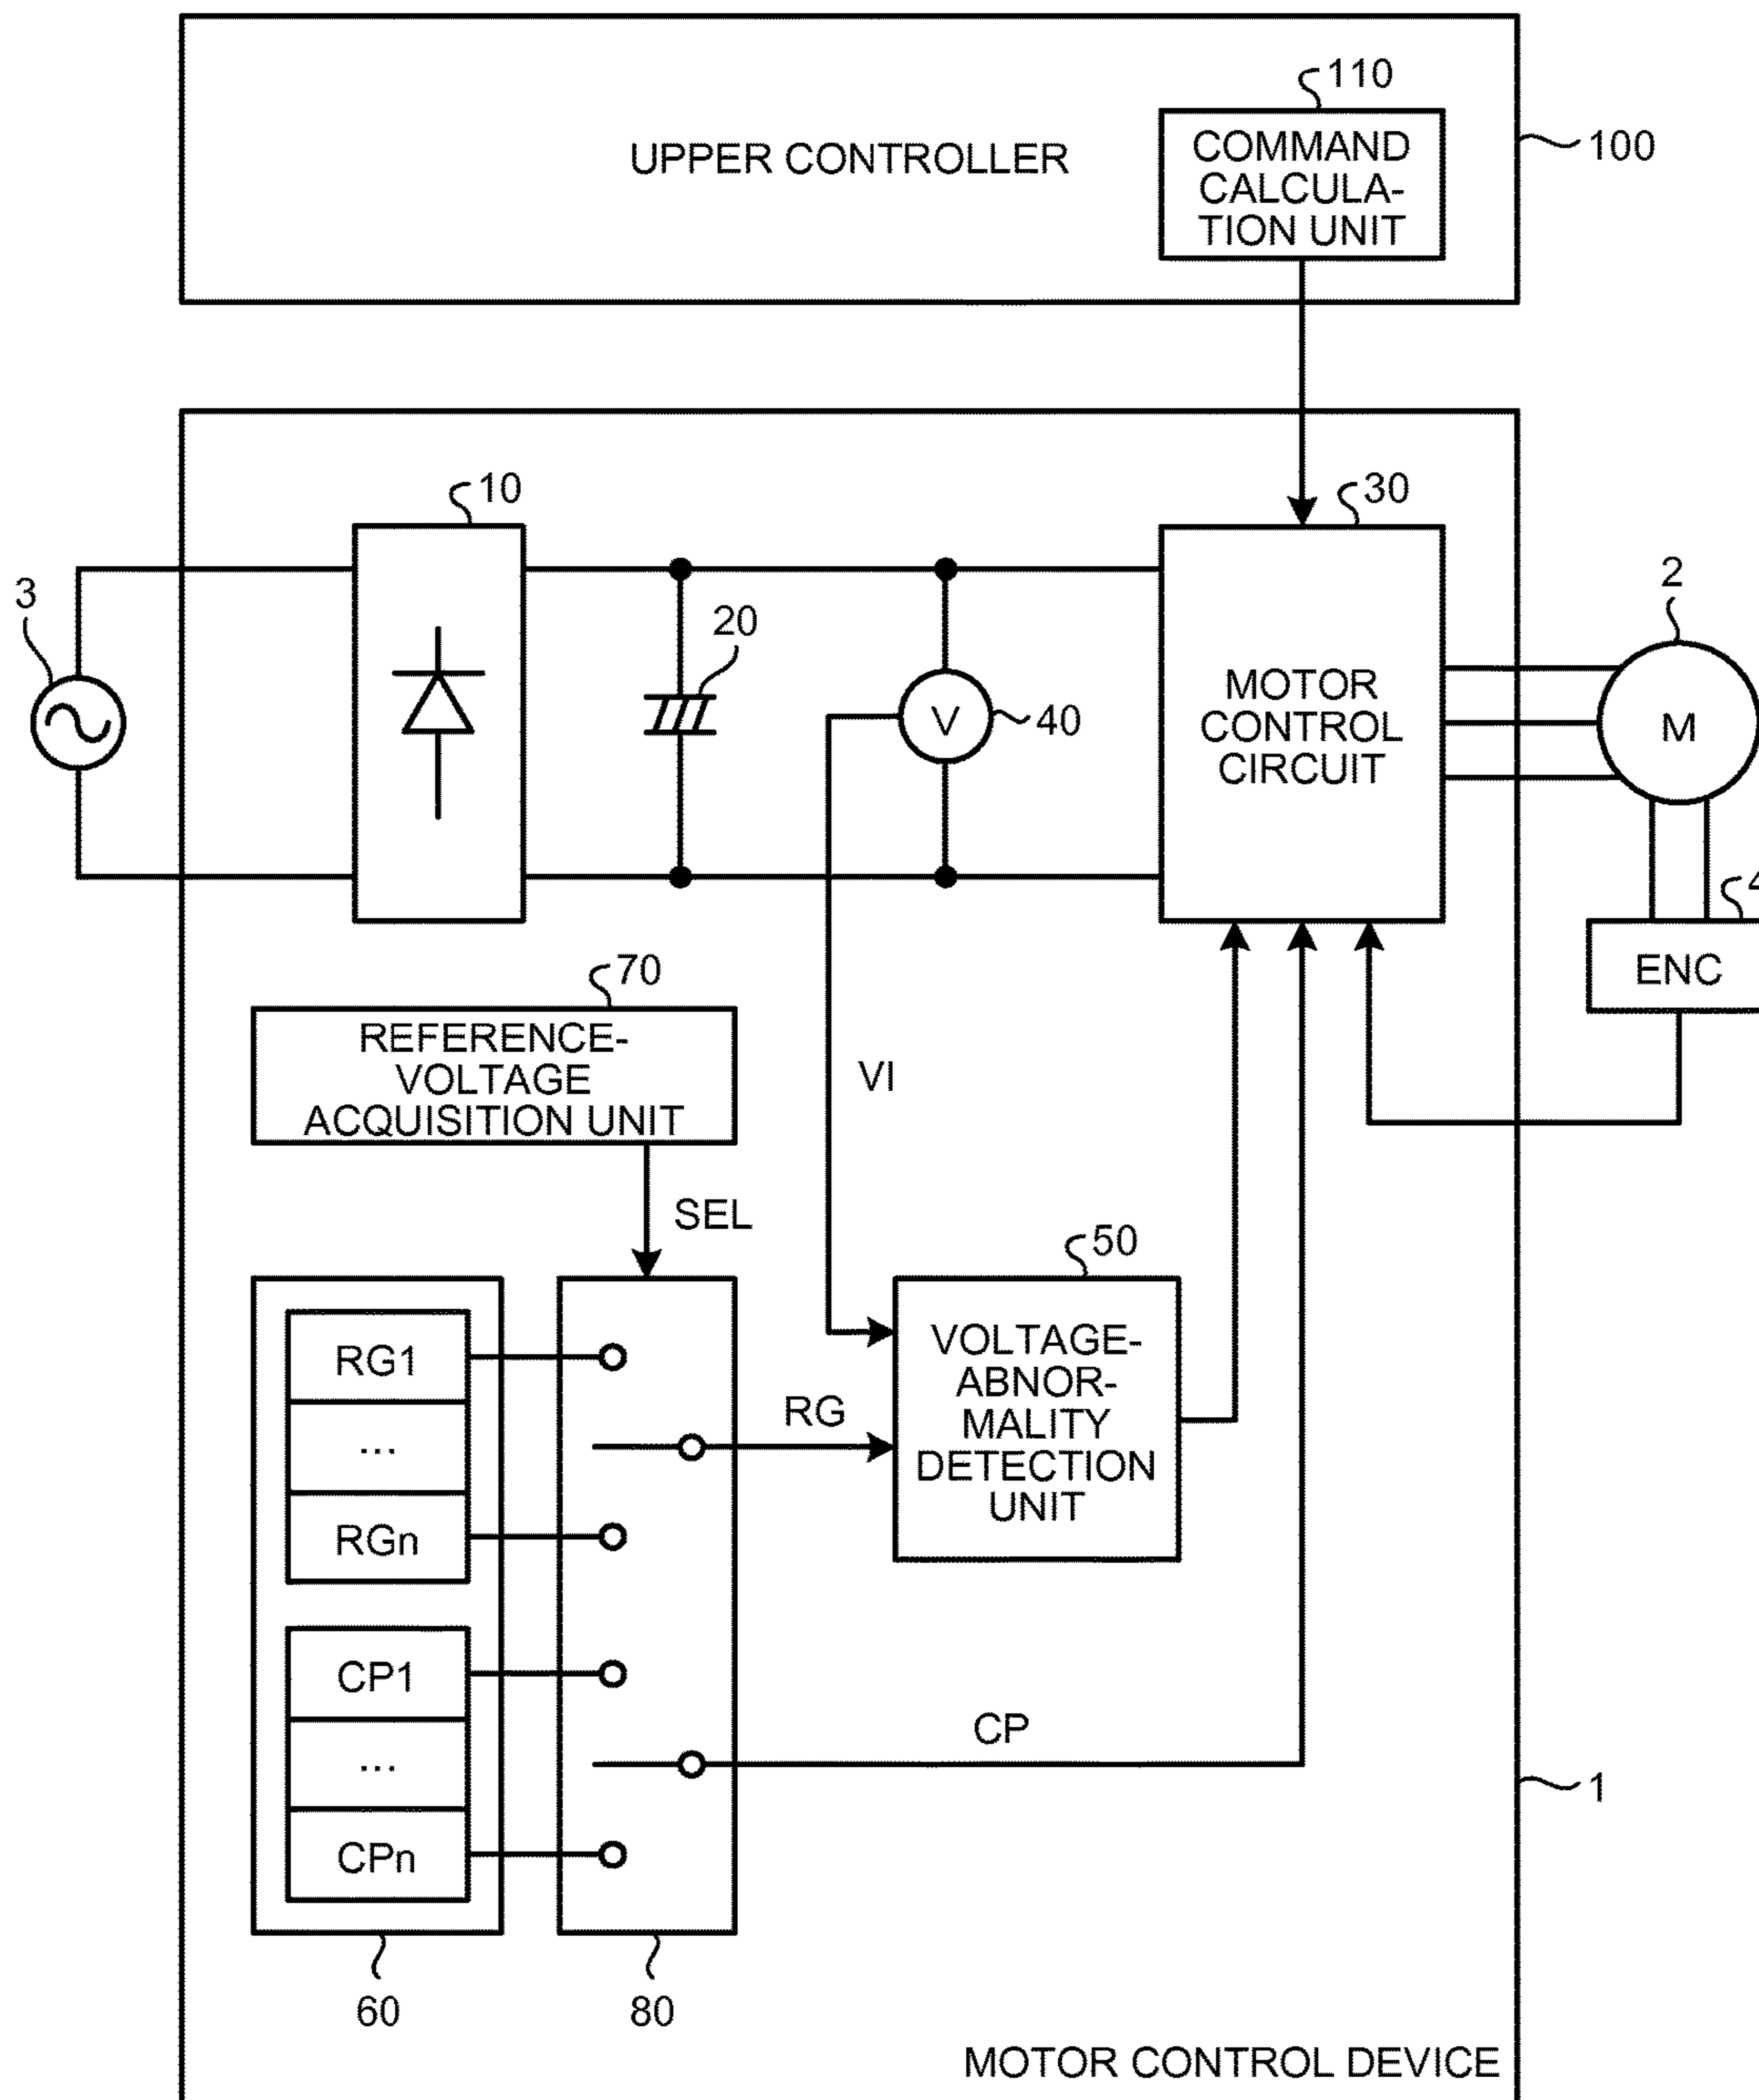 110
UPPER CONTROLLER
COMMAND
CALCULA-
TION UNIT
100
10
30
3
20
2
MOTOR
CONTROL
CIRCUIT
V
40
M
4
ENC
70
REFERENCE-
VOLTAGE
ACQUISITION UNIT
VI
SEL
50
VOLTAGE-
ABNOR-
MALITY
DETECTION
UNIT
RG1
...
RGn
RG
CP1
...
CPn
CP
1
60
80
MOTOR CONTROL DEVICE